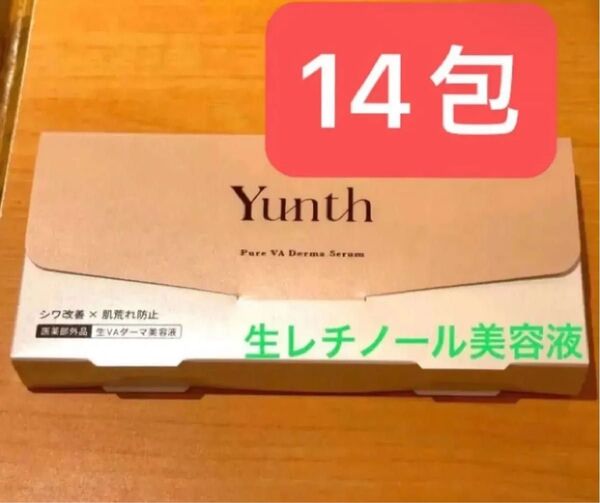 14包
Yunth
Pure VA Derma Serum
シワ改善×肌荒れ防止
医薬部外品 生VAダーマ美容液
生レチノール美容液